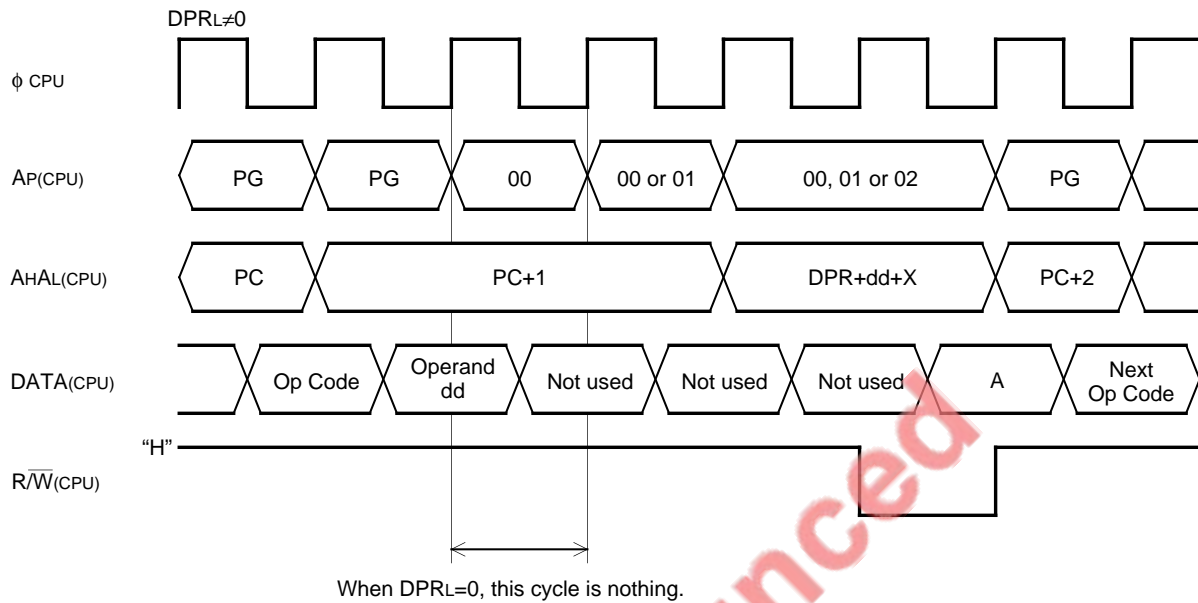 DPRL≠0
ϕ CPU
AP(CPU) PG PG 00 00 or 01 00, 01 or 02 PG
AHAL(CPU) PC PC+1 DPR+dd+X PC+2
DATA(CPU) Op Code Operand dd Not used Not used Not used A Next Op Code
“H”
R/W̅(CPU)
When DPRL=0, this cycle is nothing.